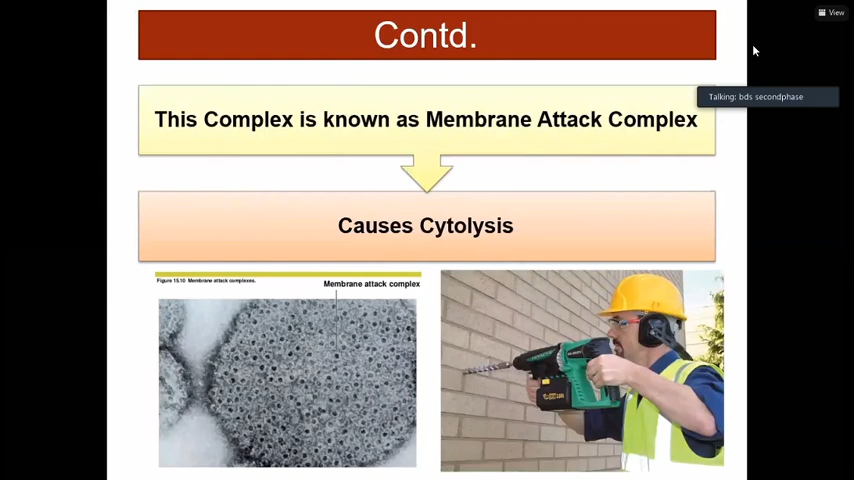 Contd.
View
Talking: bds secondphase
This Complex is known as Membrane Attack Complex
Causes Cytolysis
Figure 15.10 Membrane attack complexes.
Membrane attack complex